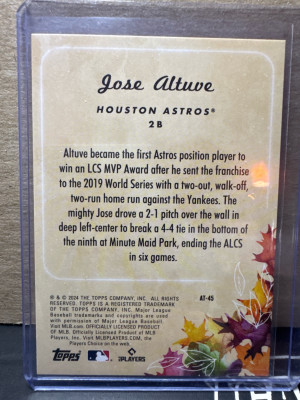 Jose Altuve
HOUSTON ASTROS®
2B
Altuve became the first Astros position player to
win an LCS MVP Award after he sent the franchise
to the 2019 World Series with a two-out, walk-off,
two-run home run against the Yankees. The
mighty Jose drove a 2-1 pitch over the wall in
deep left-center to break a 4-4 tie in the bottom of
the ninth at Minute Maid Park, ending the ALCS
in six games.
® & © 2024 THE TOPPS COMPANY, INC. ALL RIGHTS
RESERVED. TOPPS IS A REGISTERED TRADEMARK
OF THE TOPPS COMPANY, INC. Major League
Baseball trademarks and copyrights are used
with permission of Major League Baseball.
Visit MLB.com. OFFICIALLY LICENSED PRODUCT
OF MLB. Officially Licensed Product of MLB
Players, Inc. Visit MLBPLAYERS.COM, the
Players Choice on the web.
AT-45
Topps
PLAYERS